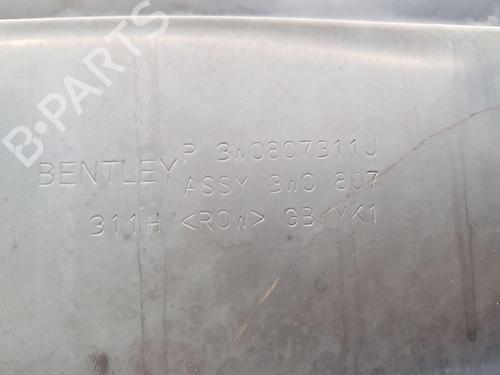 B-PARTS
P 3W0807311J
BENTLEY
ASSY 3W0 807
311H <ROW> GB/YK1